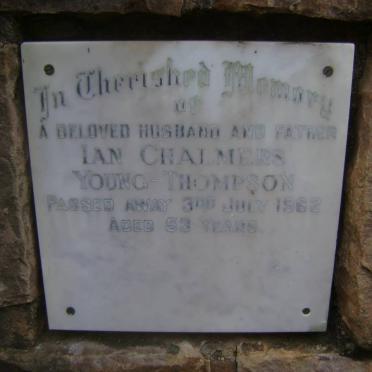 In Cherished Memory
of
A BELOVED HUSBAND AND FATHER
IAN CHALMERS
YOUNG-THOMPSON
PASSED AWAY 3RD JULY 1962
AGED 53 YEARS.